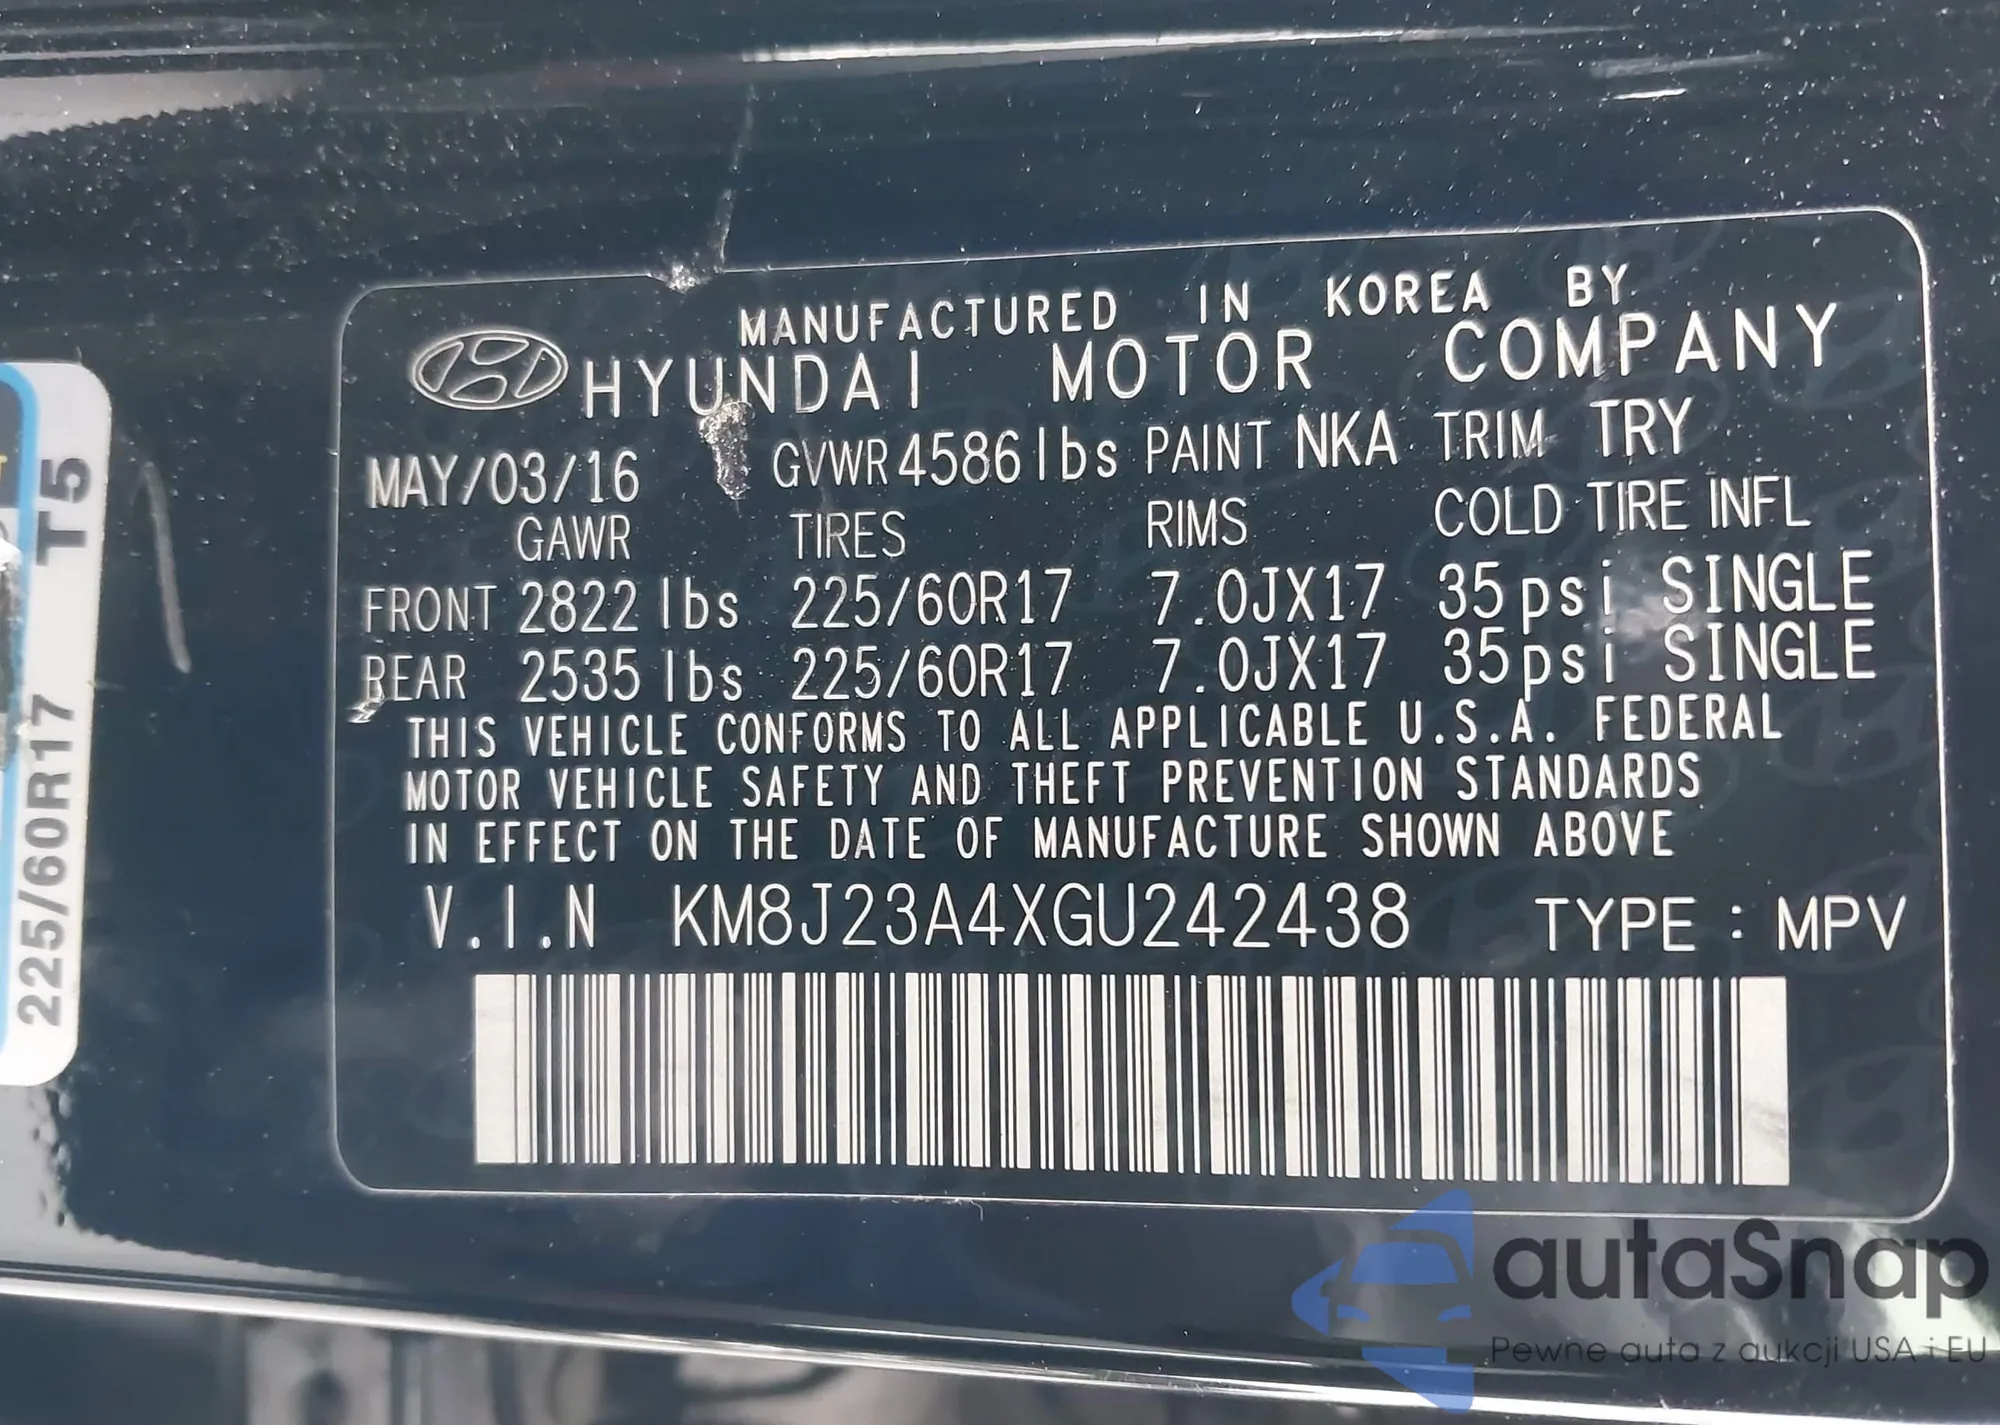 MANUFACTURED IN KOREA BY
HYUNDAI MOTOR COMPANY
MAY/03/16 GVWR 4586 lbs PAINT NKA TRIM TRY
GAWR TIRES RIMS COLD TIRE INFL
FRONT 2822 lbs 225/60R17 7.0JX17 35psi SINGLE
REAR 2535 lbs 225/60R17 7.0JX17 35psi SINGLE
THIS VEHICLE CONFORMS TO ALL APPLICABLE U.S.A. FEDERAL
MOTOR VEHICLE SAFETY AND THEFT PREVENTION STANDARDS
IN EFFECT ON THE DATE OF MANUFACTURE SHOWN ABOVE
V.I.N KM8J23A4XGU242438 TYPE : MPV
225/60R17 T5
autaSnap
Pewne auta z aukcji USA i EU